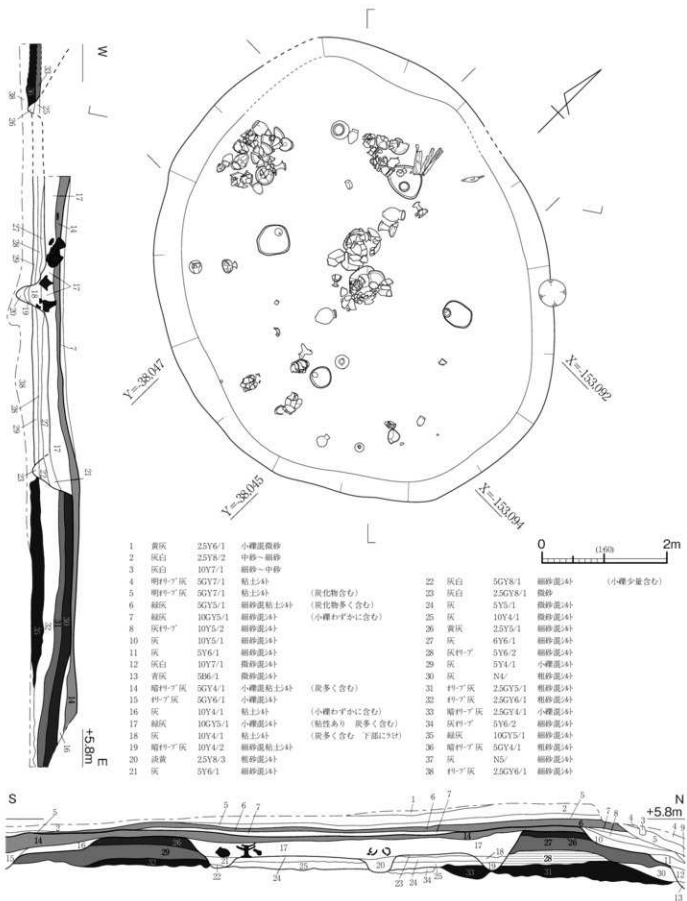 W
Y=-38,047
X=-153,092
Y=-38,045
X=-153,094
0 (1:60) 2m
1 黄灰 2.5Y6/1 小礫混微砂
2 灰白 2.5Y8/2 中砂～細砂
3 灰白 10Y7/1 細砂～中砂
4 明ｵﾘｰﾌﾞ灰 5GY7/1 粘土ｼﾙﾄ
5 明ｵﾘｰﾌﾞ灰 5GY7/1 粘土ｼﾙﾄ (炭化物含む)
6 緑灰 5GY5/1 細砂混粘土ｼﾙﾄ (炭化物多く含む)
7 緑灰 10GY5/1 細砂混ｼﾙﾄ (小礫わずかに含む)
8 灰ｵﾘｰﾌﾞ 10Y5/2 細砂混ｼﾙﾄ
10 灰 10Y5/1 細砂混ｼﾙﾄ
11 灰 5Y6/1 細砂混ｼﾙﾄ
12 灰白 10Y7/1 微砂混ｼﾙﾄ
13 青灰 5B6/1 微砂混ｼﾙﾄ
14 暗ｵﾘｰﾌﾞ灰 5GY4/1 小礫混粘土ｼﾙﾄ (炭多く含む)
15 ｵﾘｰﾌﾞ灰 5GY6/1 小礫混ｼﾙﾄ
16 灰 10Y4/1 粘土ｼﾙﾄ (小礫わずかに含む)
17 緑灰 10GY5/1 小礫混ｼﾙﾄ (粘性あり 炭多く含む)
18 灰 10Y4/1 粘土ｼﾙﾄ (炭多く含む 下部にﾗﾐﾅ)
19 暗ｵﾘｰﾌﾞ灰 10Y4/2 細砂混粘土ｼﾙﾄ
20 淡黄 2.5Y8/3 粗砂混ｼﾙﾄ
21 灰 5Y6/1 細砂混ｼﾙﾄ
22 灰白 5GY8/1 細砂混ｼﾙﾄ (小礫少量含む)
23 灰白 2.5GY8/1 微砂
24 灰 5Y5/1 微砂混ｼﾙﾄ
25 灰 10Y4/1 微砂混ｼﾙﾄ
26 黄灰 2.5Y5/1 細砂混ｼﾙﾄ
27 灰 6Y6/1 細砂混ｼﾙﾄ
28 灰ｵﾘｰﾌﾞ 5Y6/2 細砂混ｼﾙﾄ
29 灰 5Y4/1 小礫混ｼﾙﾄ
30 灰 N4/ 粗砂混ｼﾙﾄ
31 ｵﾘｰﾌﾞ灰 2.5GY5/1 粗砂混ｼﾙﾄ
32 ｵﾘｰﾌﾞ灰 2.5GY6/1 粗砂混ｼﾙﾄ
33 暗ｵﾘｰﾌﾞ灰 2.5GY4/1 小礫混ｼﾙﾄ
34 灰ｵﾘｰﾌﾞ 5Y6/2 細砂混ｼﾙﾄ
35 緑灰 10GY5/1 細砂混ｼﾙﾄ
36 暗ｵﾘｰﾌﾞ灰 5GY4/1 粗砂混ｼﾙﾄ
37 灰 N5/ 細砂混ｼﾙﾄ
38 ｵﾘｰﾌﾞ灰 2.5GY6/1 細砂混ｼﾙﾄ
+5.8m E
S
N
+5.8m